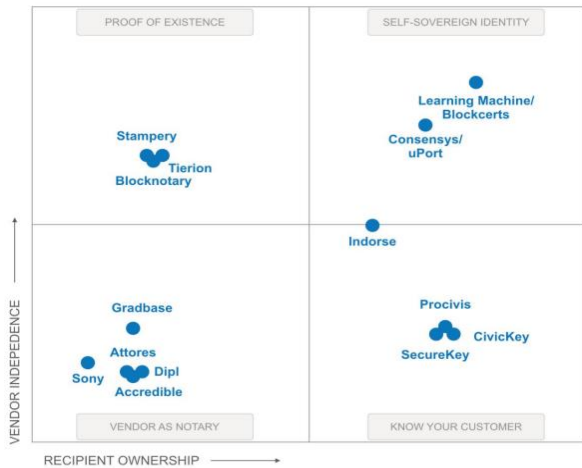 PROOF OF EXISTENCE
SELF-SOVEREIGN IDENTITY
Learning Machine/
Blockcerts
Stampery
Consensys/
uPort
Tierion
Blocknotary
Indorse
Gradbase
Procivis
CivicKey
SecureKey
Attores
Dipl
Sony
Accredible
VENDOR AS NOTARY
KNOW YOUR CUSTOMER
VENDOR INDEPEDENCE
RECIPIENT OWNERSHIP